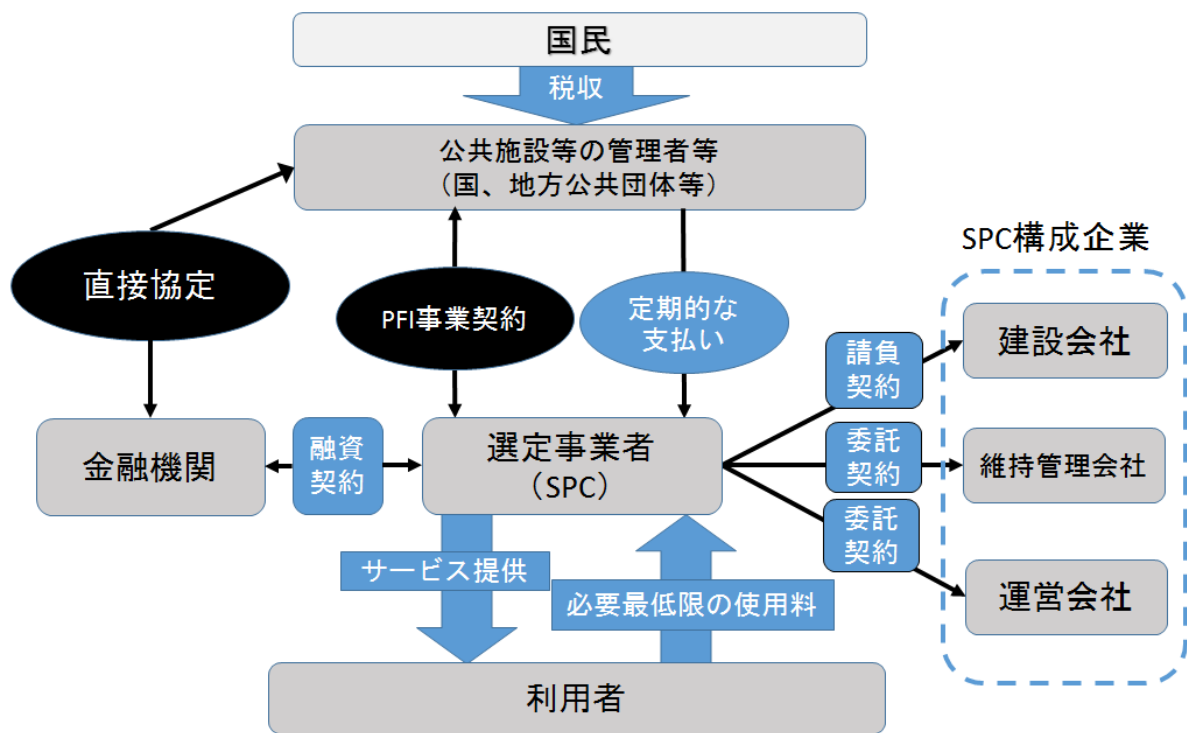 国民
税収
公共施設等の管理者等
（国、地方公共団体等）
SPC構成企業
直接協定
PFI事業契約
定期的な
支払い
請負
契約
建設会社
金融機関
融資
契約
選定事業者
（SPC）
委託
契約
維持管理会社
委託
契約
運営会社
サービス提供
必要最低限の使用料
利用者